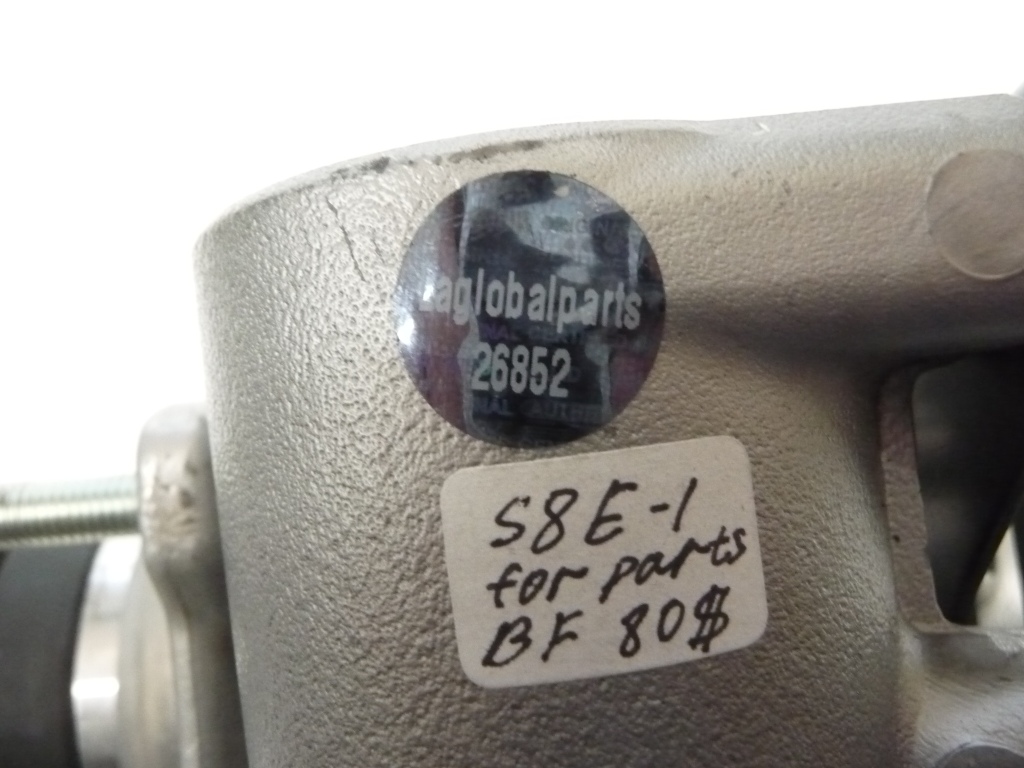 aglobalparts
26852
S8E-1
for parts
BF 80$